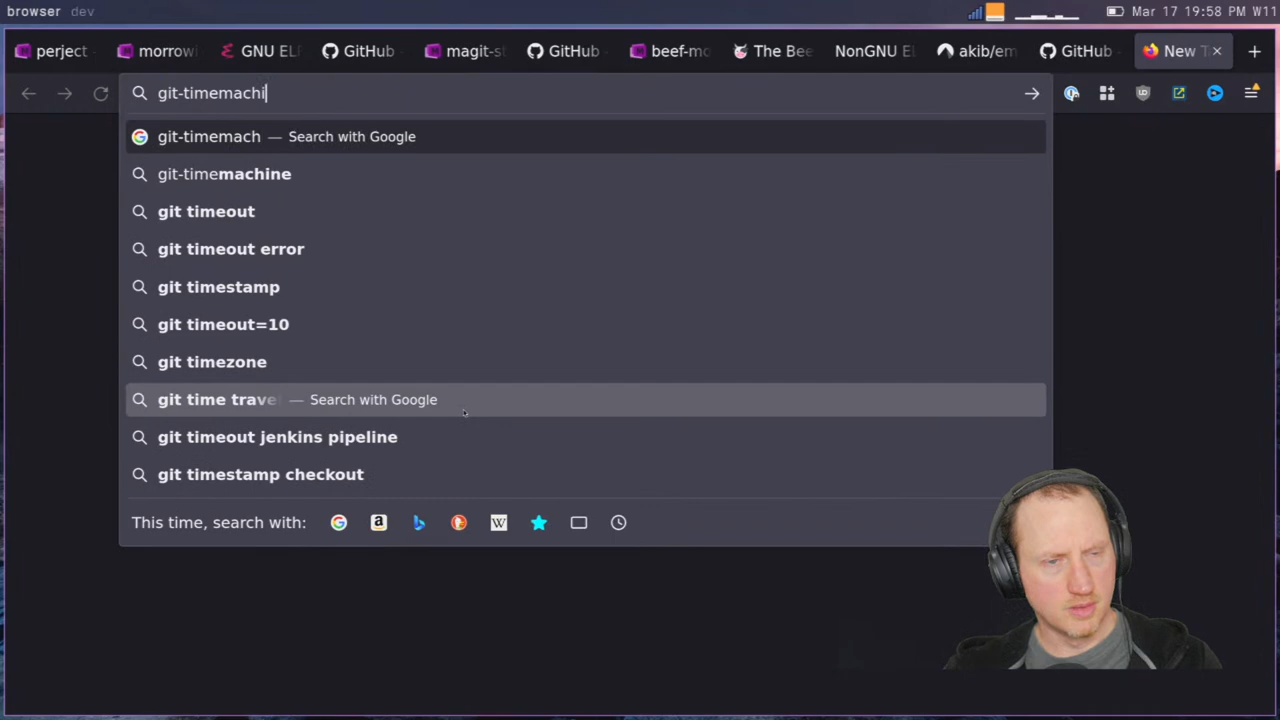 browser dev
Mar 17 19:58 W11
perject
morrowi
GNU EL
GitHub
magit-s
GitHub
beef-mo
The Bee
NonGNU EL
akib/em
GitHub
New T
git-timemachi
git-timemach — Search with Google
git-timemachine
git timeout
git timeout error
git timestamp
git timeout=10
git timezone
git time trave — Search with Google
git timeout jenkins pipeline
git timestamp checkout
This time, search with: